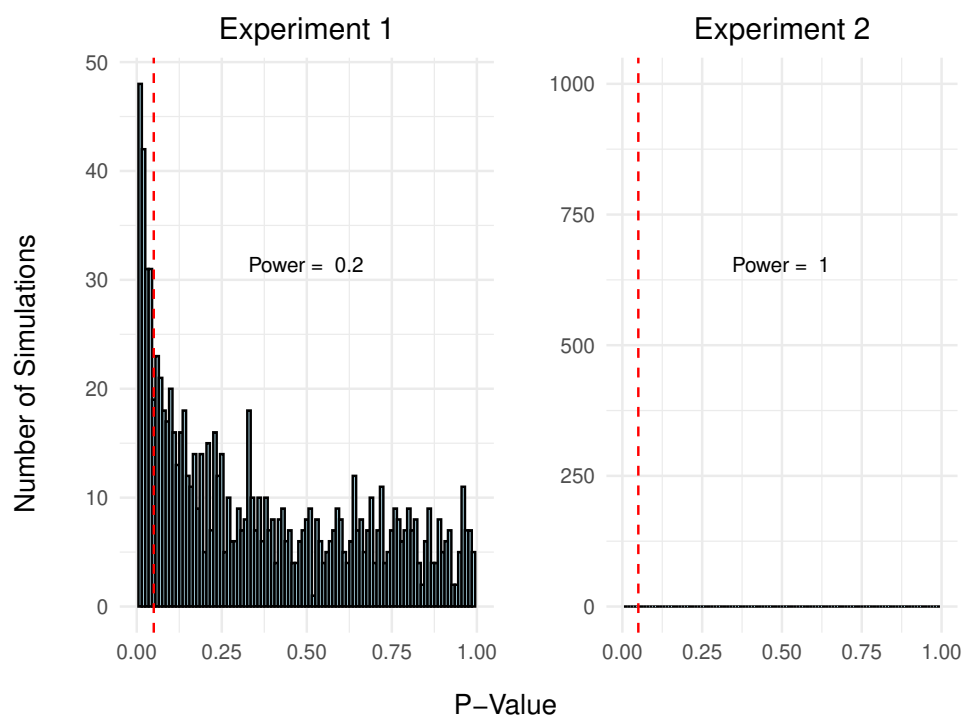 Experiment 1
Experiment 2
Number of Simulations
50
40
30
20
10
0
Power = 0.2
0.00 0.25 0.50 0.75 1.00
1000
750
500
250
0
Power = 1
0.00 0.25 0.50 0.75 1.00
P−Value